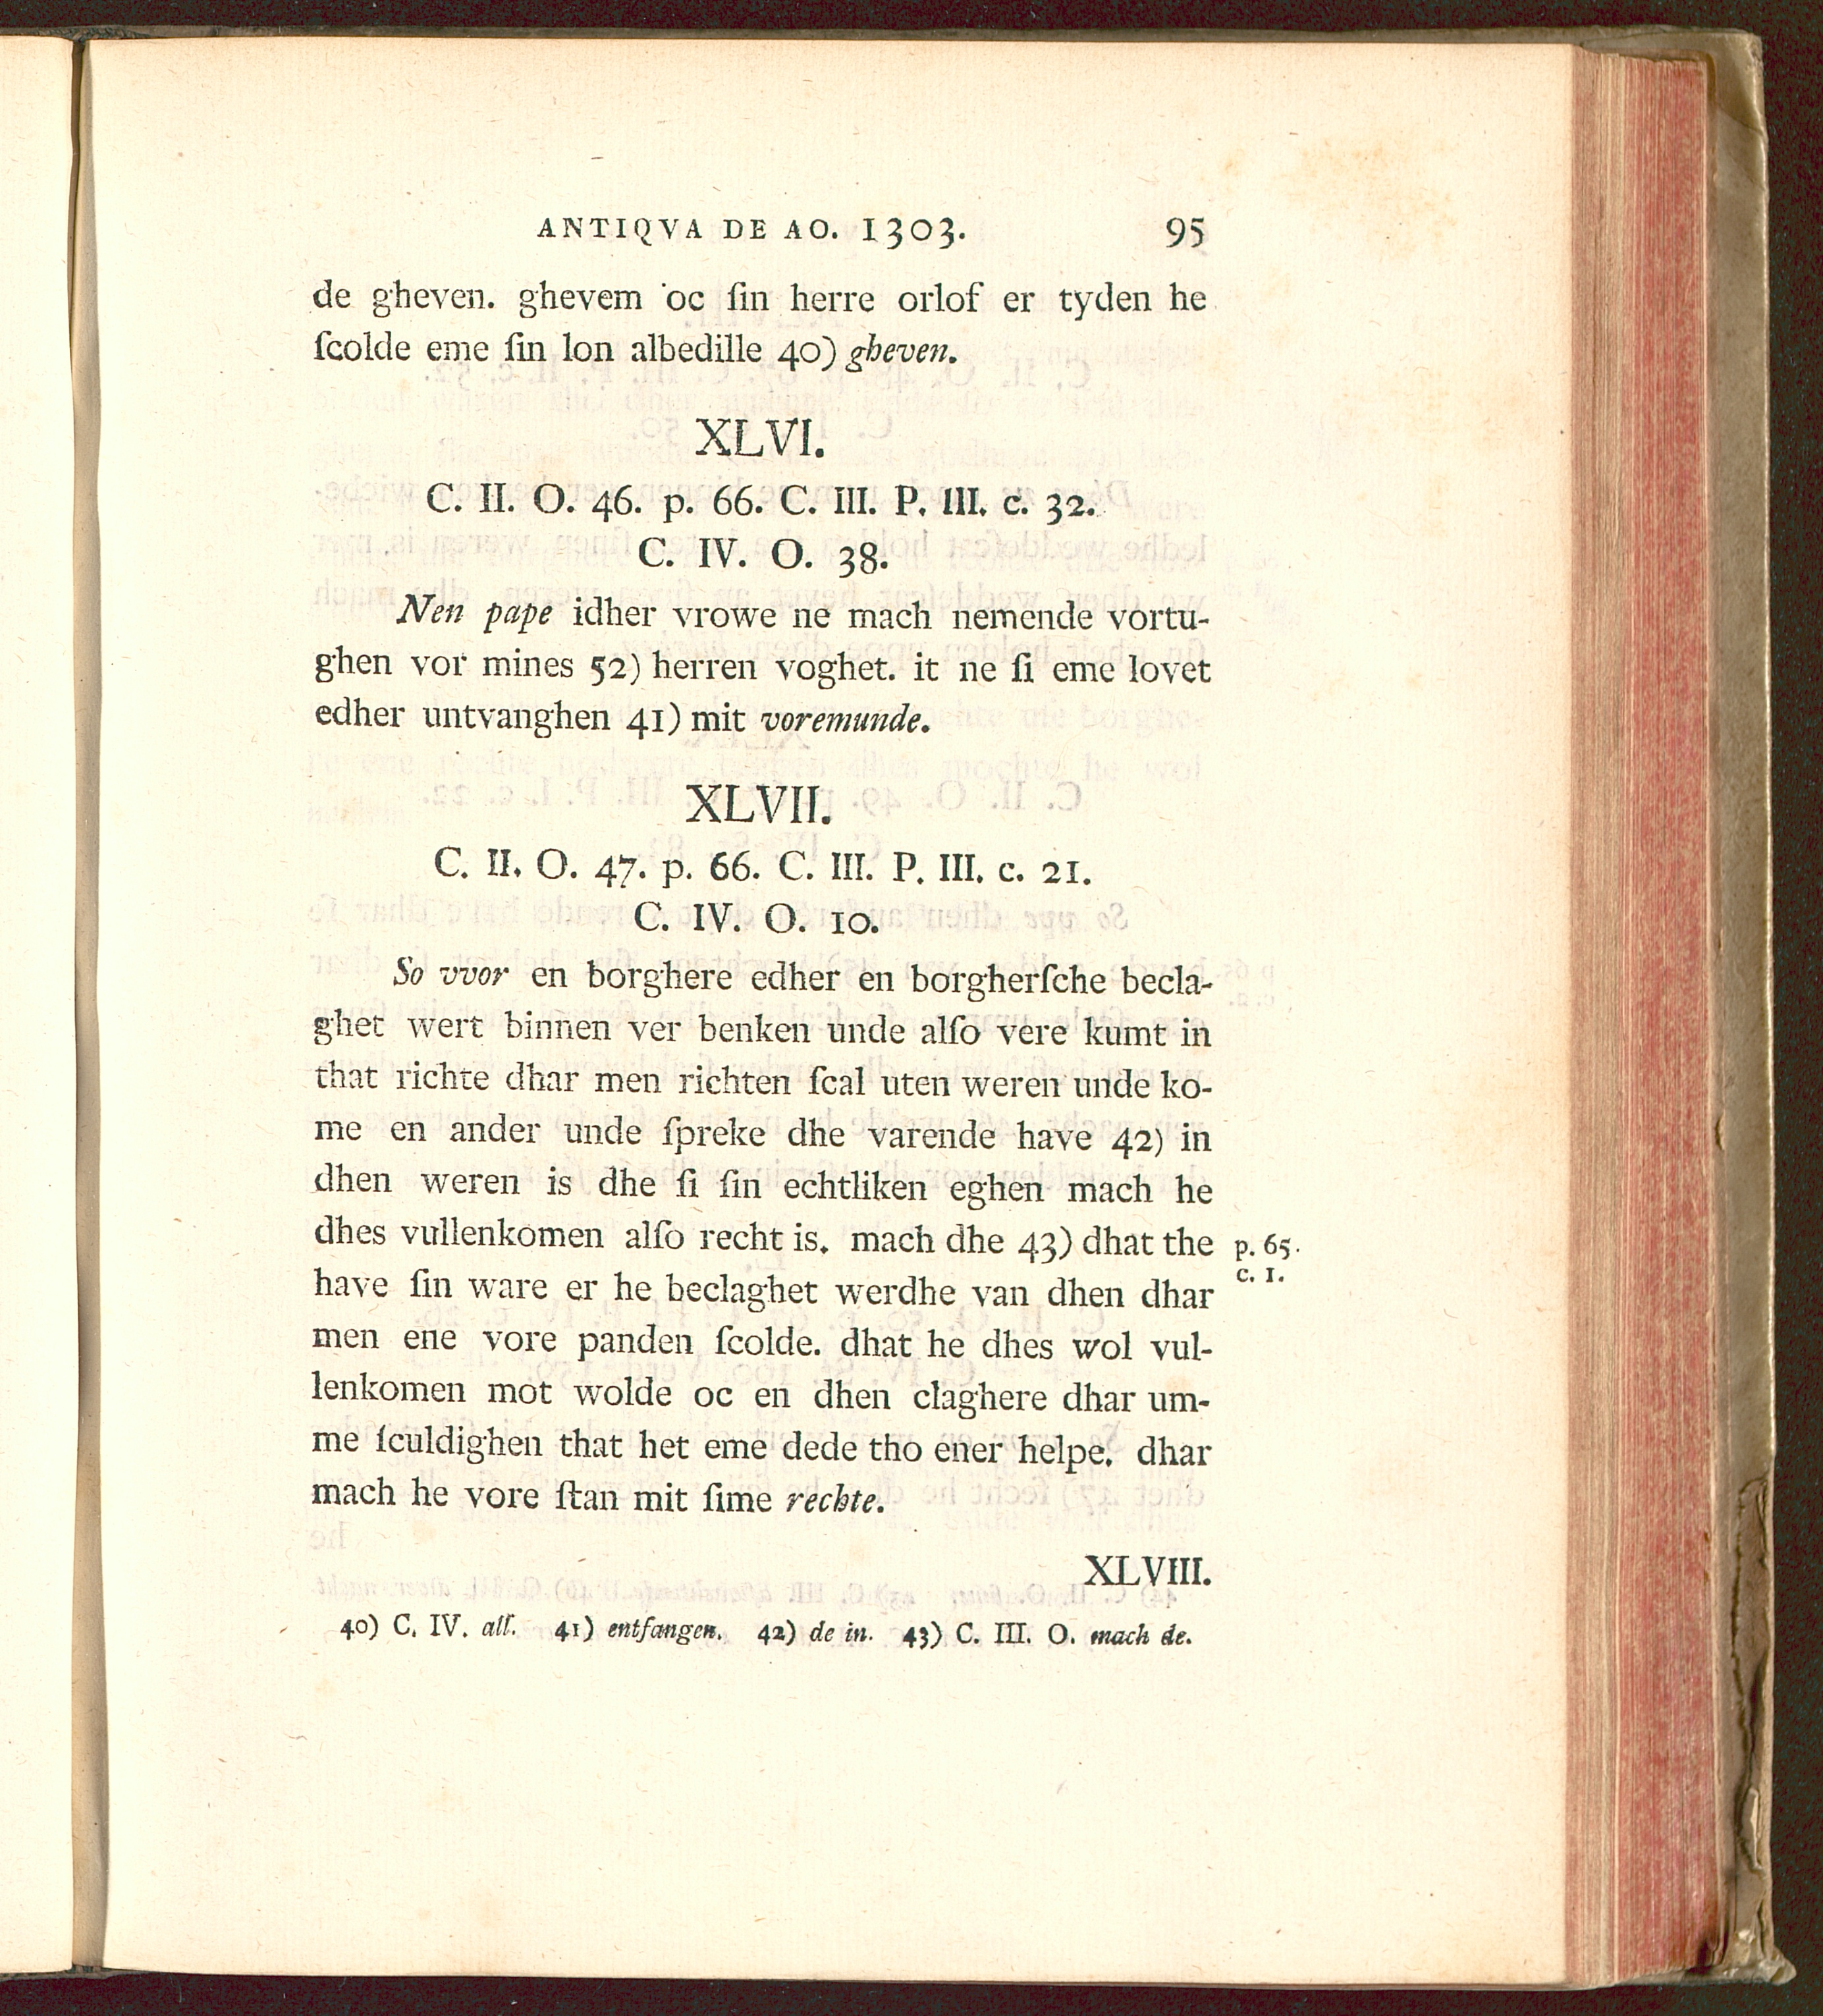 ANTIQVA DE AO. 1303. 95
de gheven. ghevem oc ſin herre orlof er tyden he
ſcolde eme ſin lon albedille 40) gheven.
XLVI.
C. II. O. 46. p. 66. C. III. P. III. c. 32.
C. IV. O. 38.
Nen pape idher vrowe ne mach nemende vortu-
ghen vor mines 52) herren voghet. it ne ſi eme lovet
edher untvanghen 41) mit voremunde.
XLVII.
C. II. O. 47. p. 66. C. III. P. III. c. 21.
C. IV. O. 10.
So vvor en borghere edher en borgherſche becla-
ghet wert binnen ver benken unde alſo vere kumt in
that richte dhar men richten ſcal uten weren unde ko-
me en ander unde ſpreke dhe varende have 42) in
dhen weren is dhe ſi ſin echtliken eghen mach he
dhes vullenkomen alſo recht is. mach dhe 43) dhat the p. 65.
c. 1.
have ſin ware er he beclaghet werdhe van dhen dhar
men ene vore panden ſcolde. dhat he dhes wol vul-
lenkomen mot wolde oc en dhen claghere dhar um-
me ſculdighen that het eme dede tho ener helpe. dhar
mach he vore ſtan mit ſime rechte.
XLVIII.
40) C. IV. all. 41) entfangen. 42) de in. 43) C. III. O. mach de.